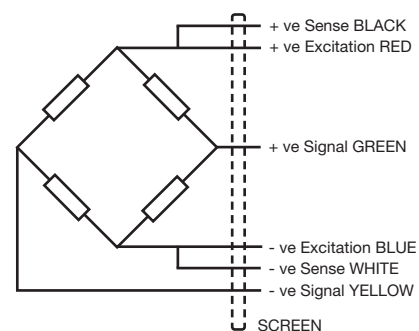 + ve Sense BLACK
+ ve Excitation RED
+ ve Signal GREEN
- ve Excitation BLUE
- ve Sense WHITE
- ve Signal YELLOW
SCREEN